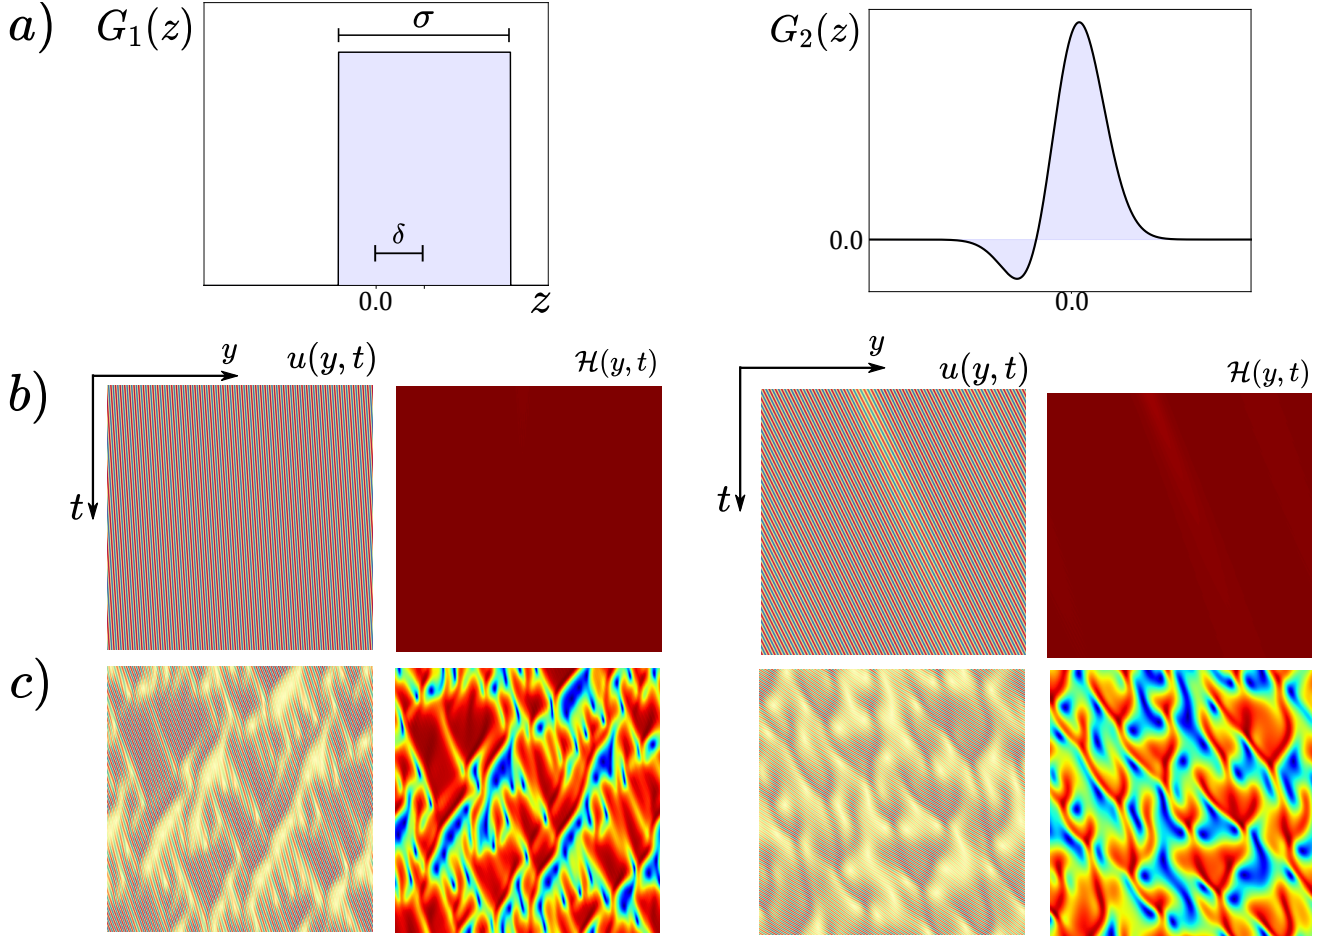 a)
G₁(z)
σ
δ
0.0
z
G₂(z)
0.0
0.0
b)
y
u(y, t)
ℋ(y, t)
t
y
u(y, t)
ℋ(y, t)
t
c)